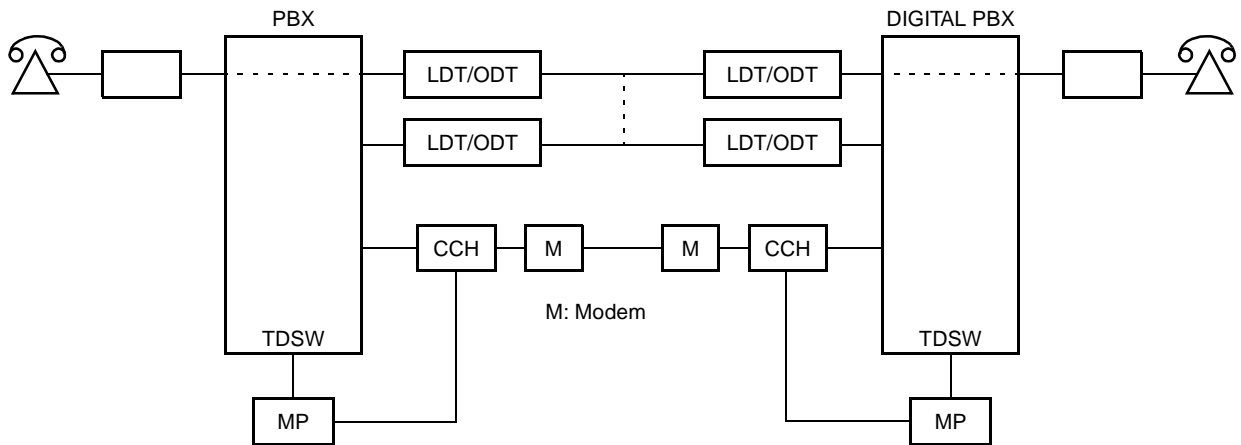 PBX
DIGITAL PBX
LDT/ODT
LDT/ODT
LDT/ODT
LDT/ODT
CCH
M
M
CCH
M: Modem
TDSW
TDSW
MP
MP